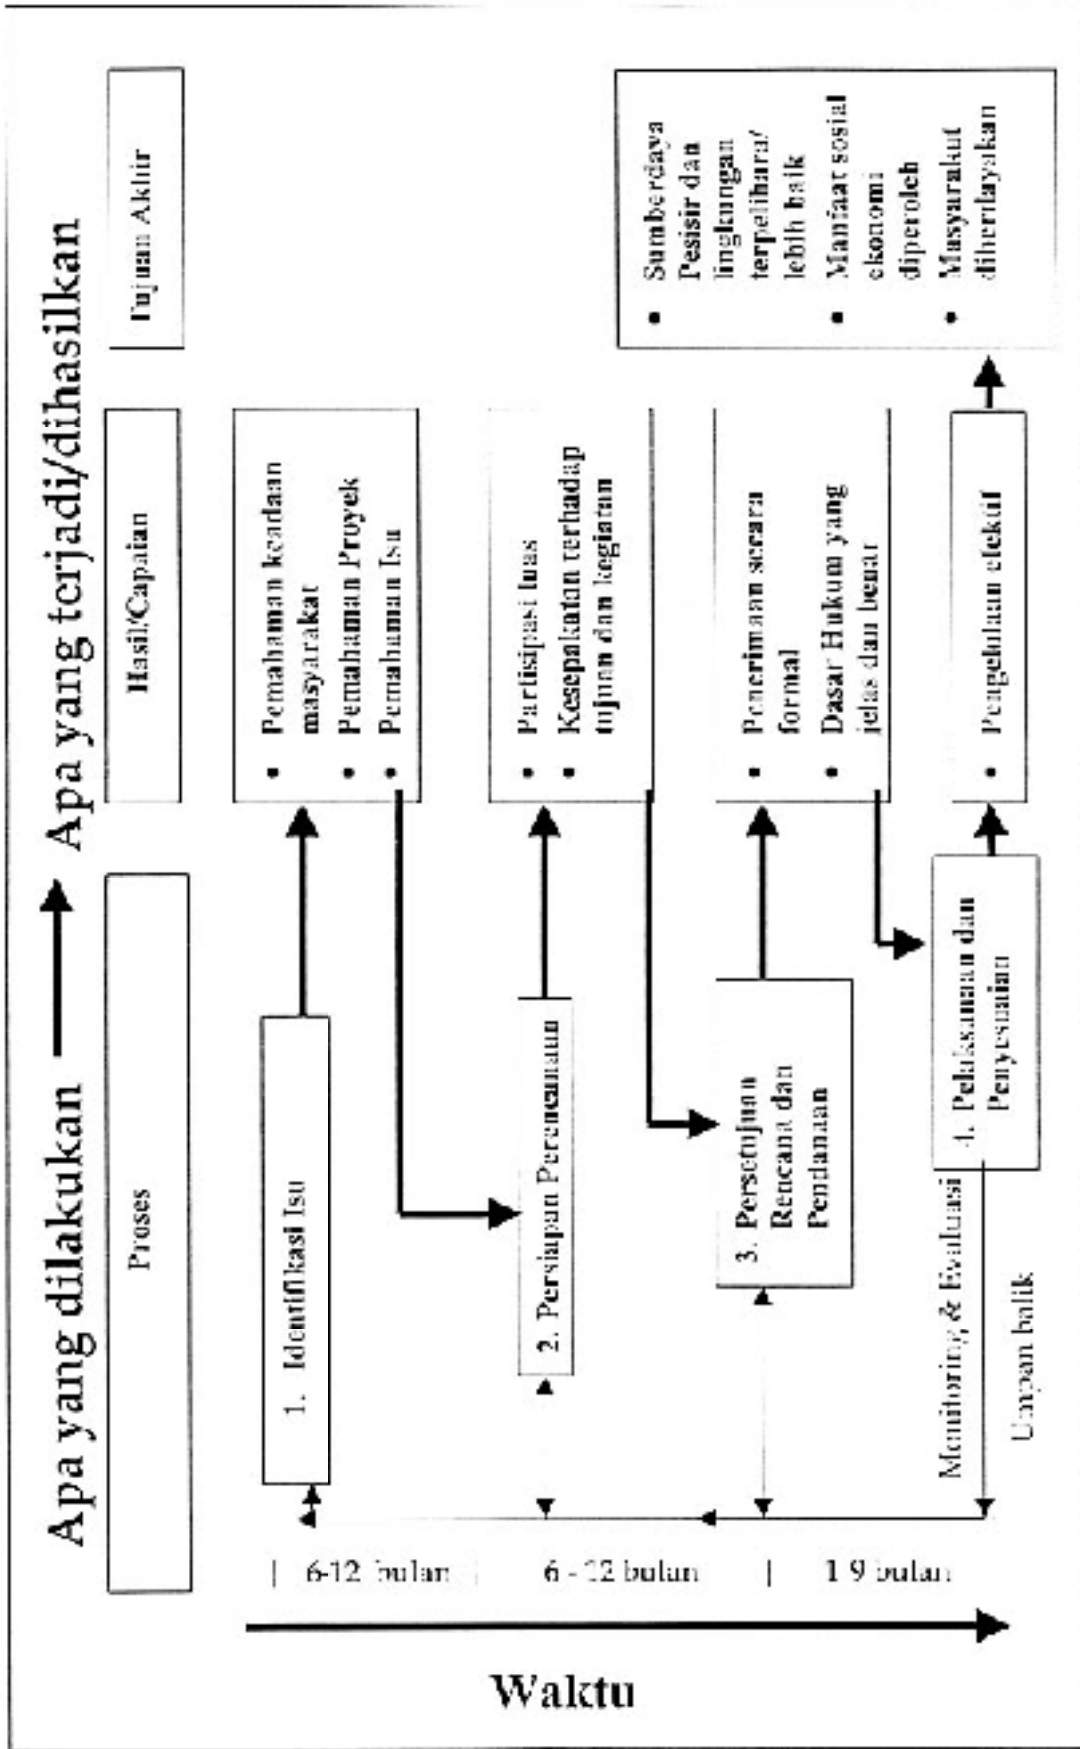 Apa yang dilakukan
Apa yang terjadi/dihasilkan
Proses
Hasil/Capaian
Tujuan Akhir
1. Identifikasi Isu
• Pemahaman keadaan
masyarakat
• Pemahaman Proyek
• Pemahaman Isu
2. Persiapan Perencanaan
• Partisipasi luas
• Kesepakatan terhadap
tujuan dan kegiatan
3. Persetujuan
Rencana dan
Pendanaan
• Penerimaan secara
formal
• Dasar Hukum yang
jelas dan benar
4. Pelaksanaan dan
Penyesuaian
• Pengelolaan efektif
• Sumberdaya
Pesisir dan
lingkungan
terpelihara/
lebih baik
• Manfaat sosial
ekonomi
diperoleh
• Masyarakat
diberdayakan
Monitoring & Evaluasi
Umpan balik
6-12 bulan
6 - 12 bulan
1 9 bulan
Waktu